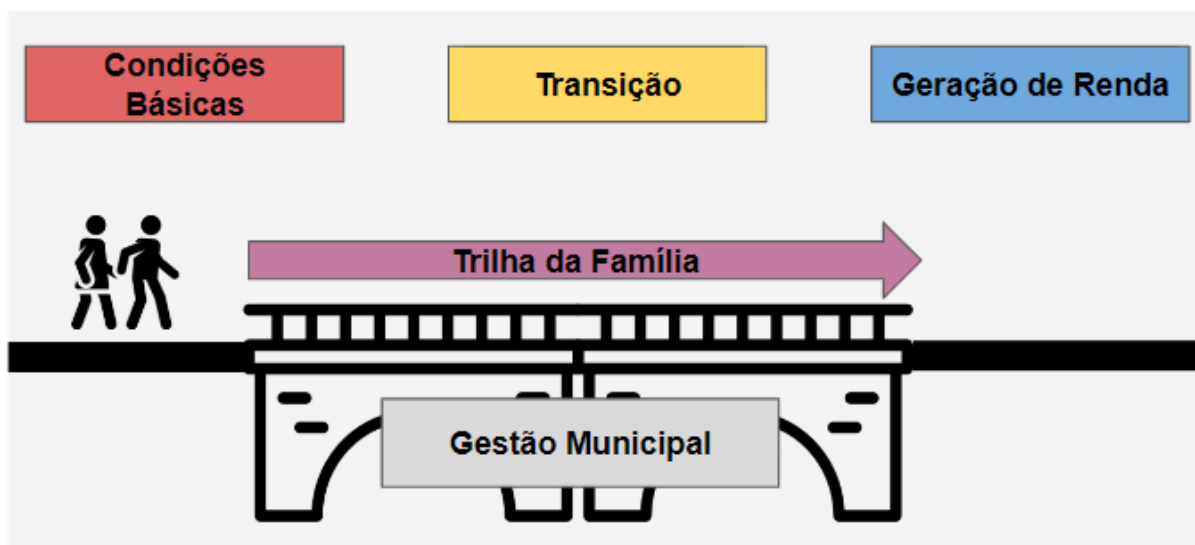 Condições
Básicas
Transição
Geração de Renda
Trilha da Família
Gestão Municipal